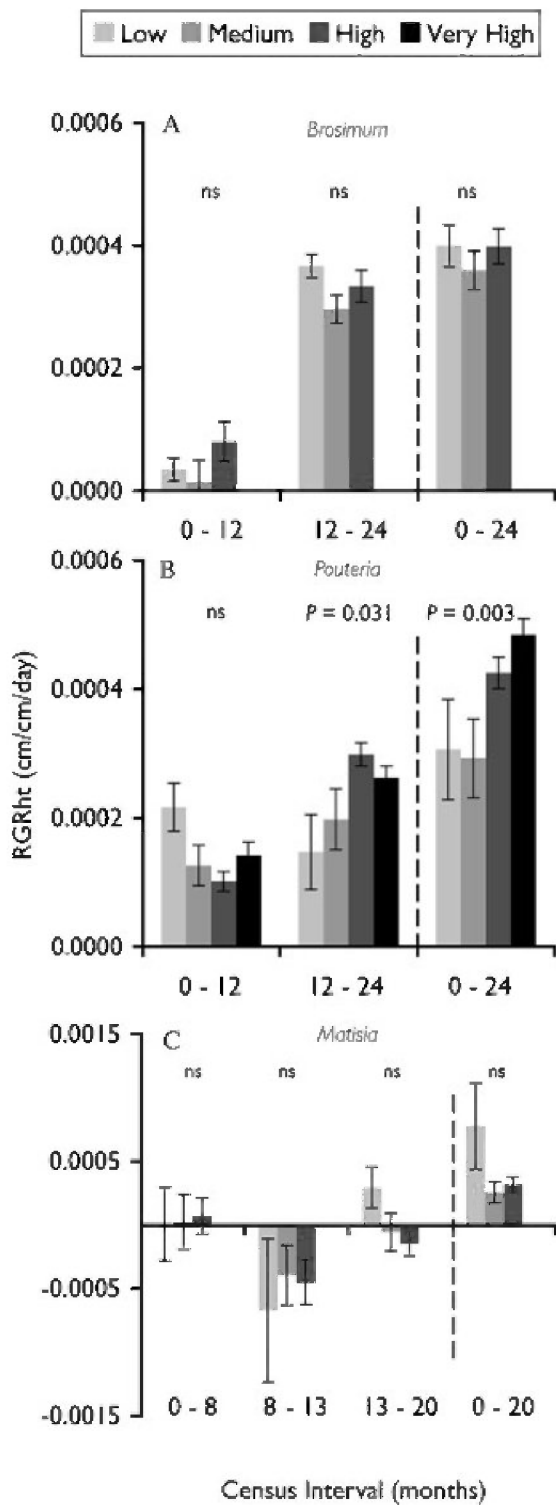 Low Medium High Very High
A Brosimum
0.0006
ns ns ns
0.0004
0.0002
0.0000
0 - 12 12 - 24 0 - 24
B Pouteria
0.0006
ns P = 0.031 P = 0.003
0.0004
0.0002
0.0000
0 - 12 12 - 24 0 - 24
RGRht (cm/cm/day)
C Matisia
0.0015
ns ns ns ns
0.0005
-0.0005
-0.0015
0 - 8 8 - 13 13 - 20 0 - 20
Census Interval (months)